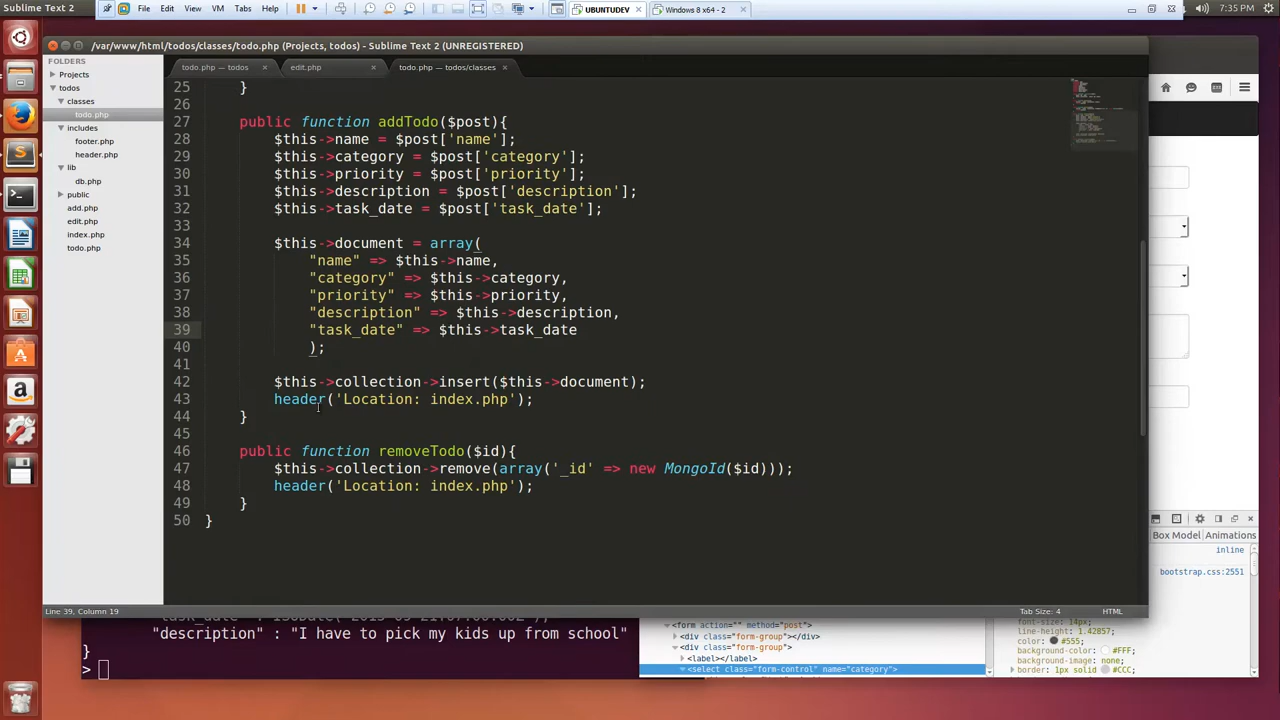 Sublime Text 2
File Edit View VM Tabs Help
UBUNTUDEV
Windows 8 x64 - 2
7:35 PM
/var/www/html/todos/classes/todo.php (Projects, todos) - Sublime Text 2 (UNREGISTERED)
FOLDERS
Projects
todos
classes
todo.php
includes
footer.php
header.php
lib
db.php
public
add.php
edit.php
index.php
todo.php
todo.php — todos
edit.php
todo.php — todos/classes
25 }
26
27 public function addTodo($post){
28 $this->name = $post['name'];
29 $this->category = $post['category'];
30 $this->priority = $post['priority'];
31 $this->description = $post['description'];
32 $this->task_date = $post['task_date'];
33
34 $this->document = array(
35 "name" => $this->name,
36 "category" => $this->category,
37 "priority" => $this->priority,
38 "description" => $this->description,
39 "task_date" => $this->task_date
40 );
41
42 $this->collection->insert($this->document);
43 header('Location: index.php');
44 }
45
46 public function removeTodo($id){
47 $this->collection->remove(array('_id' => new MongoId($id)));
48 header('Location: index.php');
49 }
50 }
Line 39, Column 19
Tab Size: 4
HTML
"description" : "I have to pick my kids up from school"
}
>
<form action="" method="post">
<div class="form-group"></div>
<div class="form-group">
<label></label>
<select class="form-control" name="category">
Box Model
Animations
inline
bootstrap.css:2551
font-size: 14px;
line-height: 1.42857;
color: #555;
background-color: #FFF;
background-image: none;
border: 1px solid #CCC;